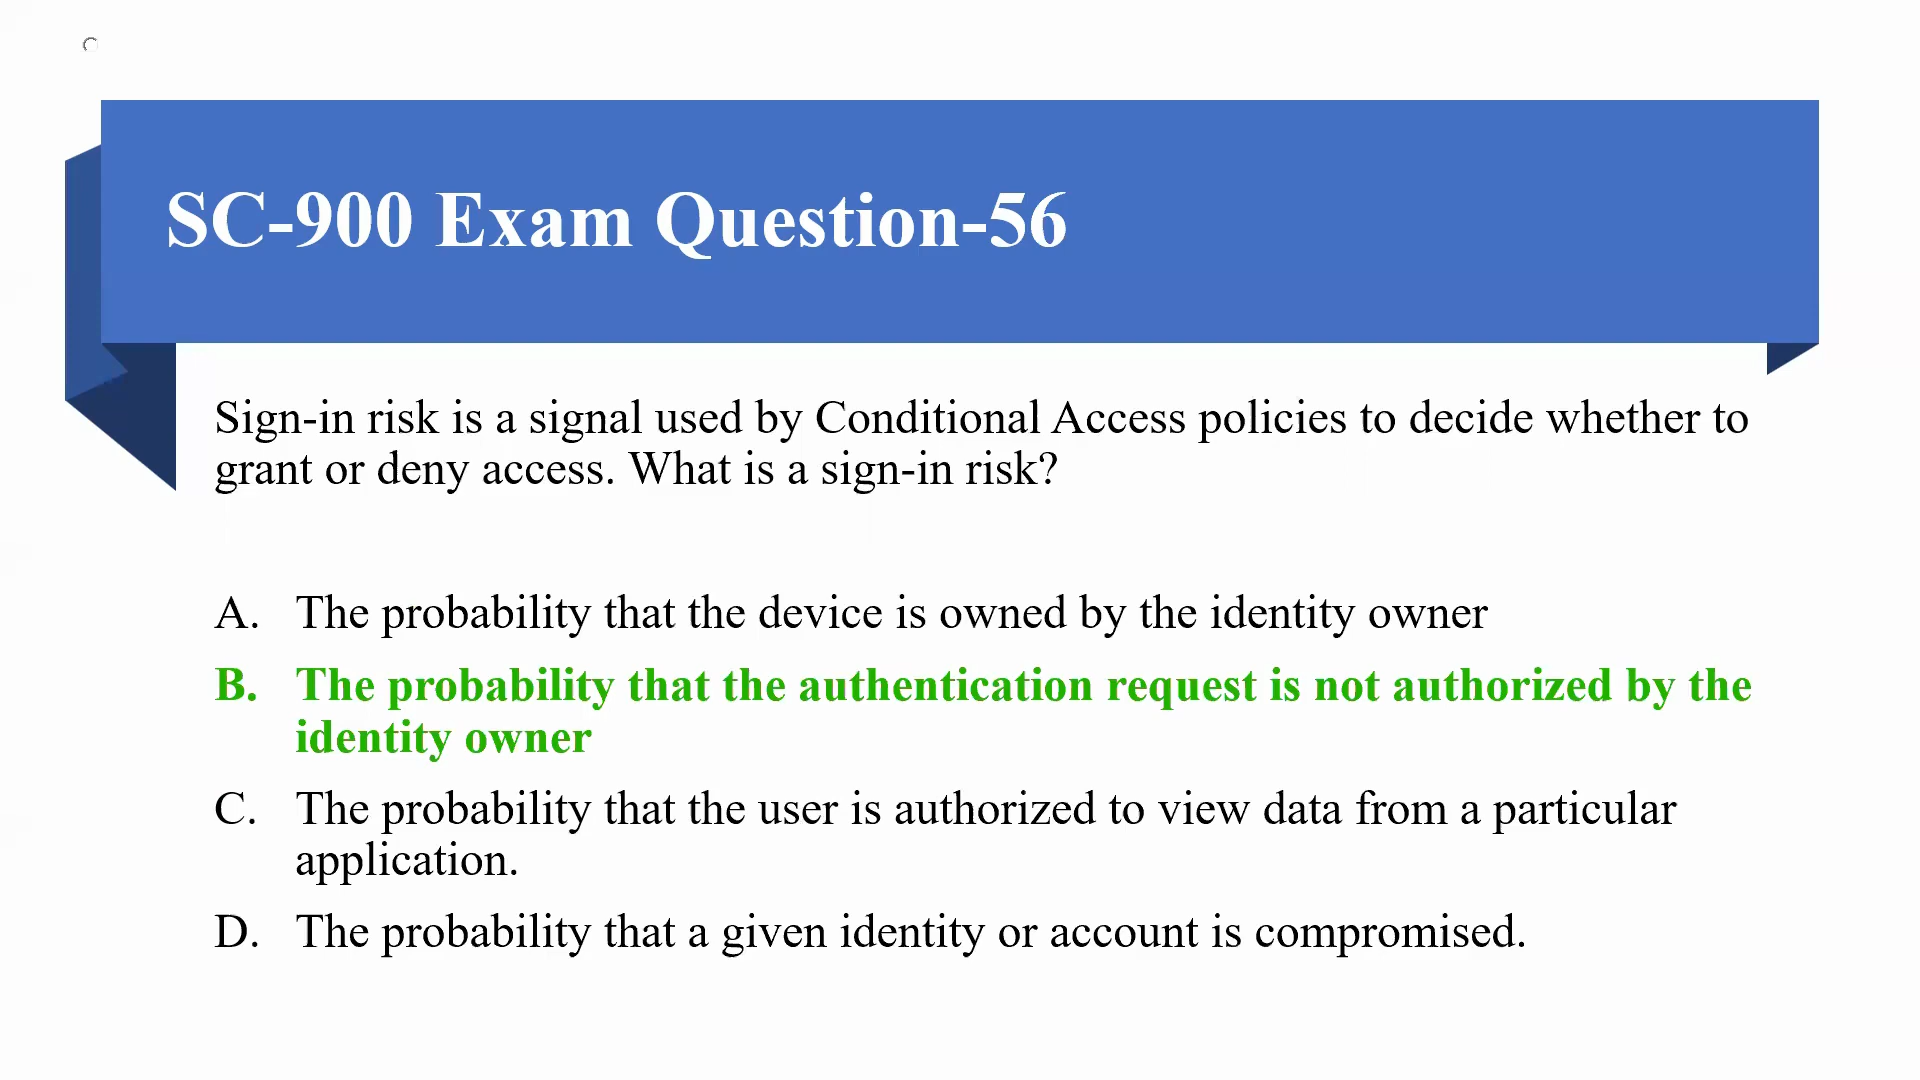 SC-900 Exam Question-56
Sign-in risk is a signal used by Conditional Access policies to decide whether to
grant or deny access. What is a sign-in risk?
A. The probability that the device is owned by the identity owner
B. The probability that the authentication request is not authorized by the
identity owner
C. The probability that the user is authorized to view data from a particular
application.
D. The probability that a given identity or account is compromised.